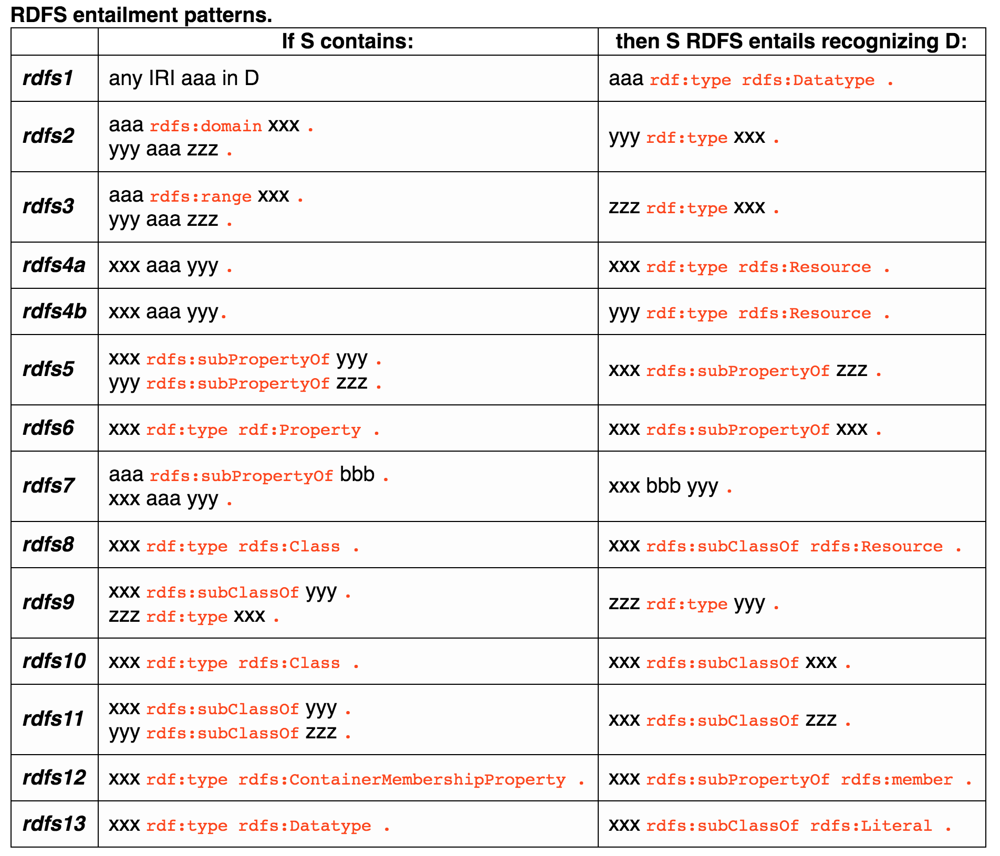 RDFS entailment patterns.
If S contains: then S RDFS entails recognizing D:
rdfs1 any IRI aaa in D aaa rdf:type rdfs:Datatype .
rdfs2 aaa rdfs:domain xxx .
yyy aaa zzz . yyy rdf:type xxx .
rdfs3 aaa rdfs:range xxx .
yyy aaa zzz . zzz rdf:type xxx .
rdfs4a xxx aaa yyy . xxx rdf:type rdfs:Resource .
rdfs4b xxx aaa yyy. yyy rdf:type rdfs:Resource .
rdfs5 xxx rdfs:subPropertyOf yyy .
yyy rdfs:subPropertyOf zzz . xxx rdfs:subPropertyOf zzz .
rdfs6 xxx rdf:type rdf:Property . xxx rdfs:subPropertyOf xxx .
rdfs7 aaa rdfs:subPropertyOf bbb .
xxx aaa yyy . xxx bbb yyy .
rdfs8 xxx rdf:type rdfs:Class . xxx rdfs:subClassOf rdfs:Resource .
rdfs9 xxx rdfs:subClassOf yyy .
zzz rdf:type xxx . zzz rdf:type yyy .
rdfs10 xxx rdf:type rdfs:Class . xxx rdfs:subClassOf xxx .
rdfs11 xxx rdfs:subClassOf yyy .
yyy rdfs:subClassOf zzz . xxx rdfs:subClassOf zzz .
rdfs12 xxx rdf:type rdfs:ContainerMembershipProperty . xxx rdfs:subPropertyOf rdfs:member .
rdfs13 xxx rdf:type rdfs:Datatype . xxx rdfs:subClassOf rdfs:Literal .